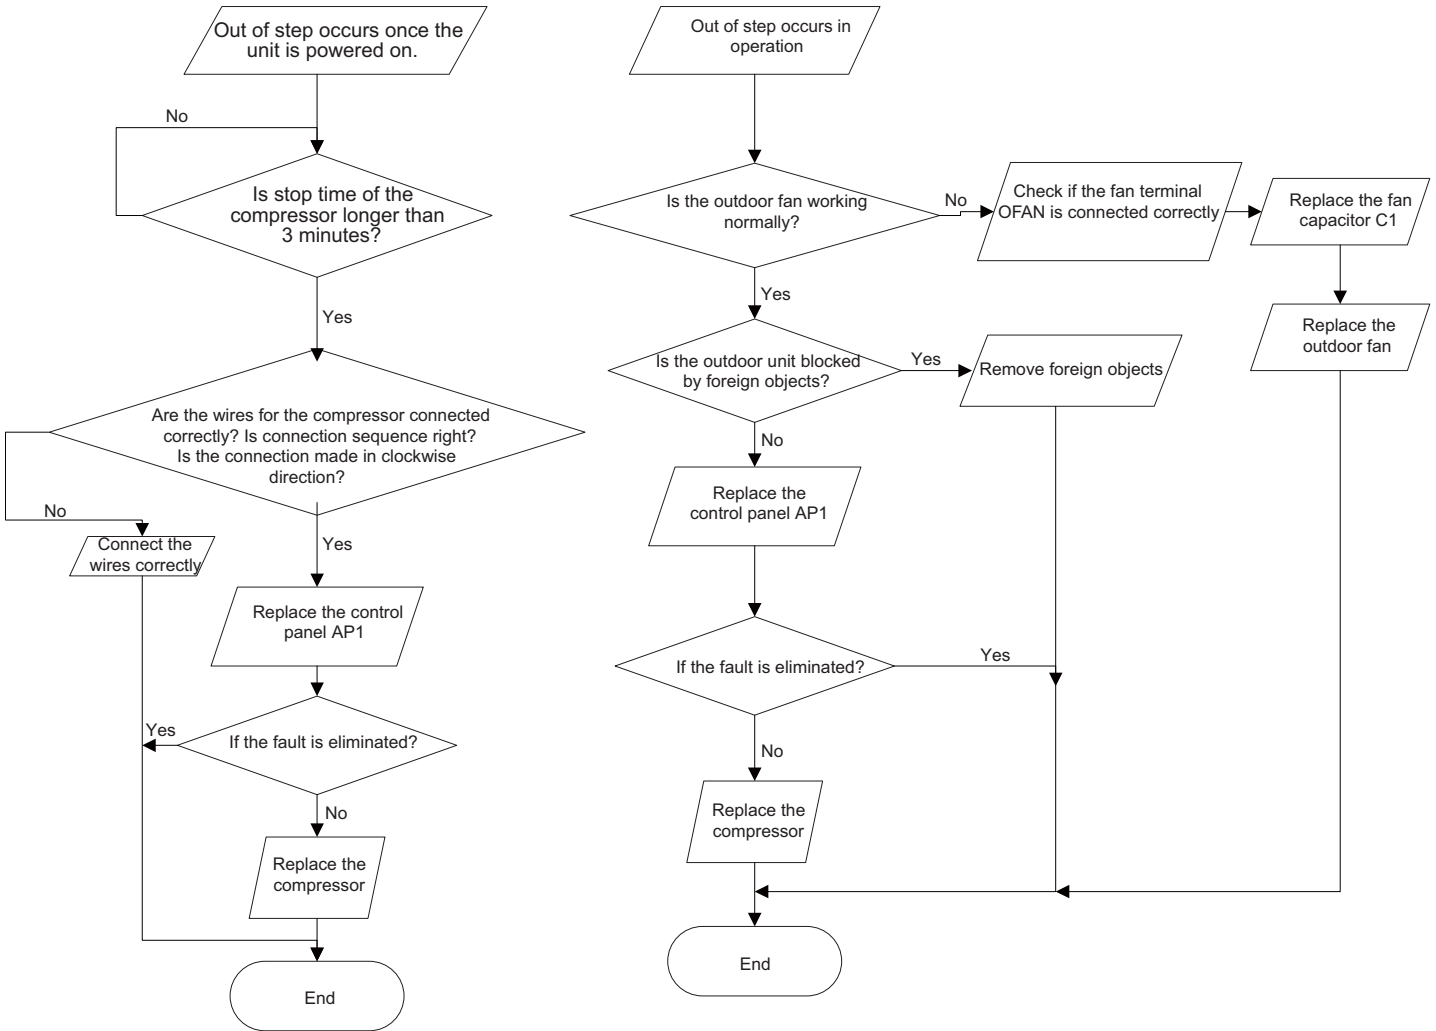 Out of step occurs once the
unit is powered on.
No
Is stop time of the
compressor longer than
3 minutes?
Yes
Are the wires for the compressor connected
correctly? Is connection sequence right?
Is the connection made in clockwise
direction?
No
Connect the
wires correctly
Yes
Replace the control
panel AP1
Yes
If the fault is eliminated?
No
Replace the
compressor
End
Out of step occurs in
operation
Is the outdoor fan working
normally?
No
Check if the fan terminal
OFAN is connected correctly
Replace the fan
capacitor C1
Replace the
outdoor fan
Yes
Is the outdoor unit blocked
by foreign objects?
Yes
Remove foreign objects
No
Replace the
control panel AP1
If the fault is eliminated?
Yes
No
Replace the
compressor
End